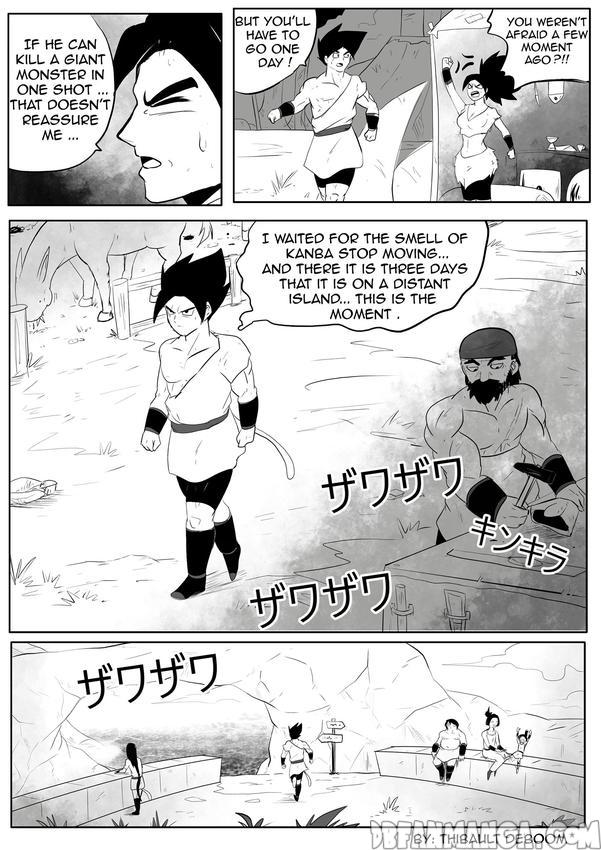 IF HE CAN
KILL A GIANT
MONSTER IN
ONE SHOT ...
THAT DOESN'T
REASSURE
ME ...
BUT YOU'LL
HAVE TO
GO ONE
DAY !
YOU WEREN'T
AFRAID A FEW
MOMENT
AGO ?!!
I WAITED FOR THE SMELL OF
KANBA STOP MOVING...
AND THERE IT IS THREE DAYS
THAT IT IS ON A DISTANT
ISLAND... THIS IS THE
MOMENT .
ザワザワ
キンキラ
ザワザワ
ザワザワ
BY: THIBAULT DEBOOM
DBFANMANGA.COM